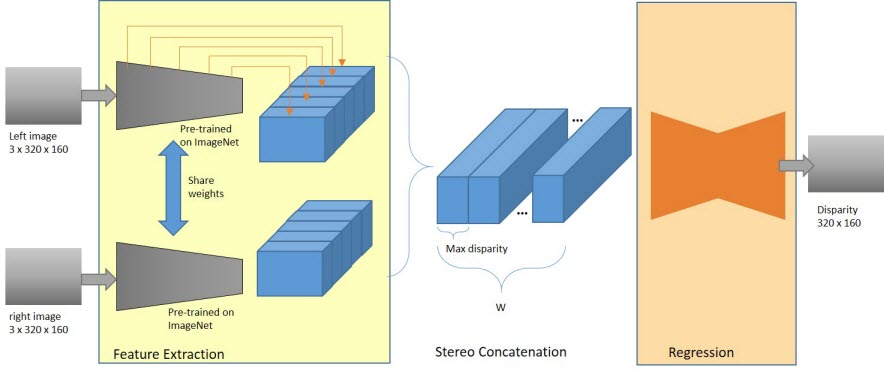 Left image
3 x 320 x 160
Pre-trained
on ImageNet
Share
weights
right image
3 x 320 x 160
Pre-trained on
ImageNet
Feature Extraction
...
...
Max disparity
W
Stereo Concatenation
Disparity
320 x 160
Regression